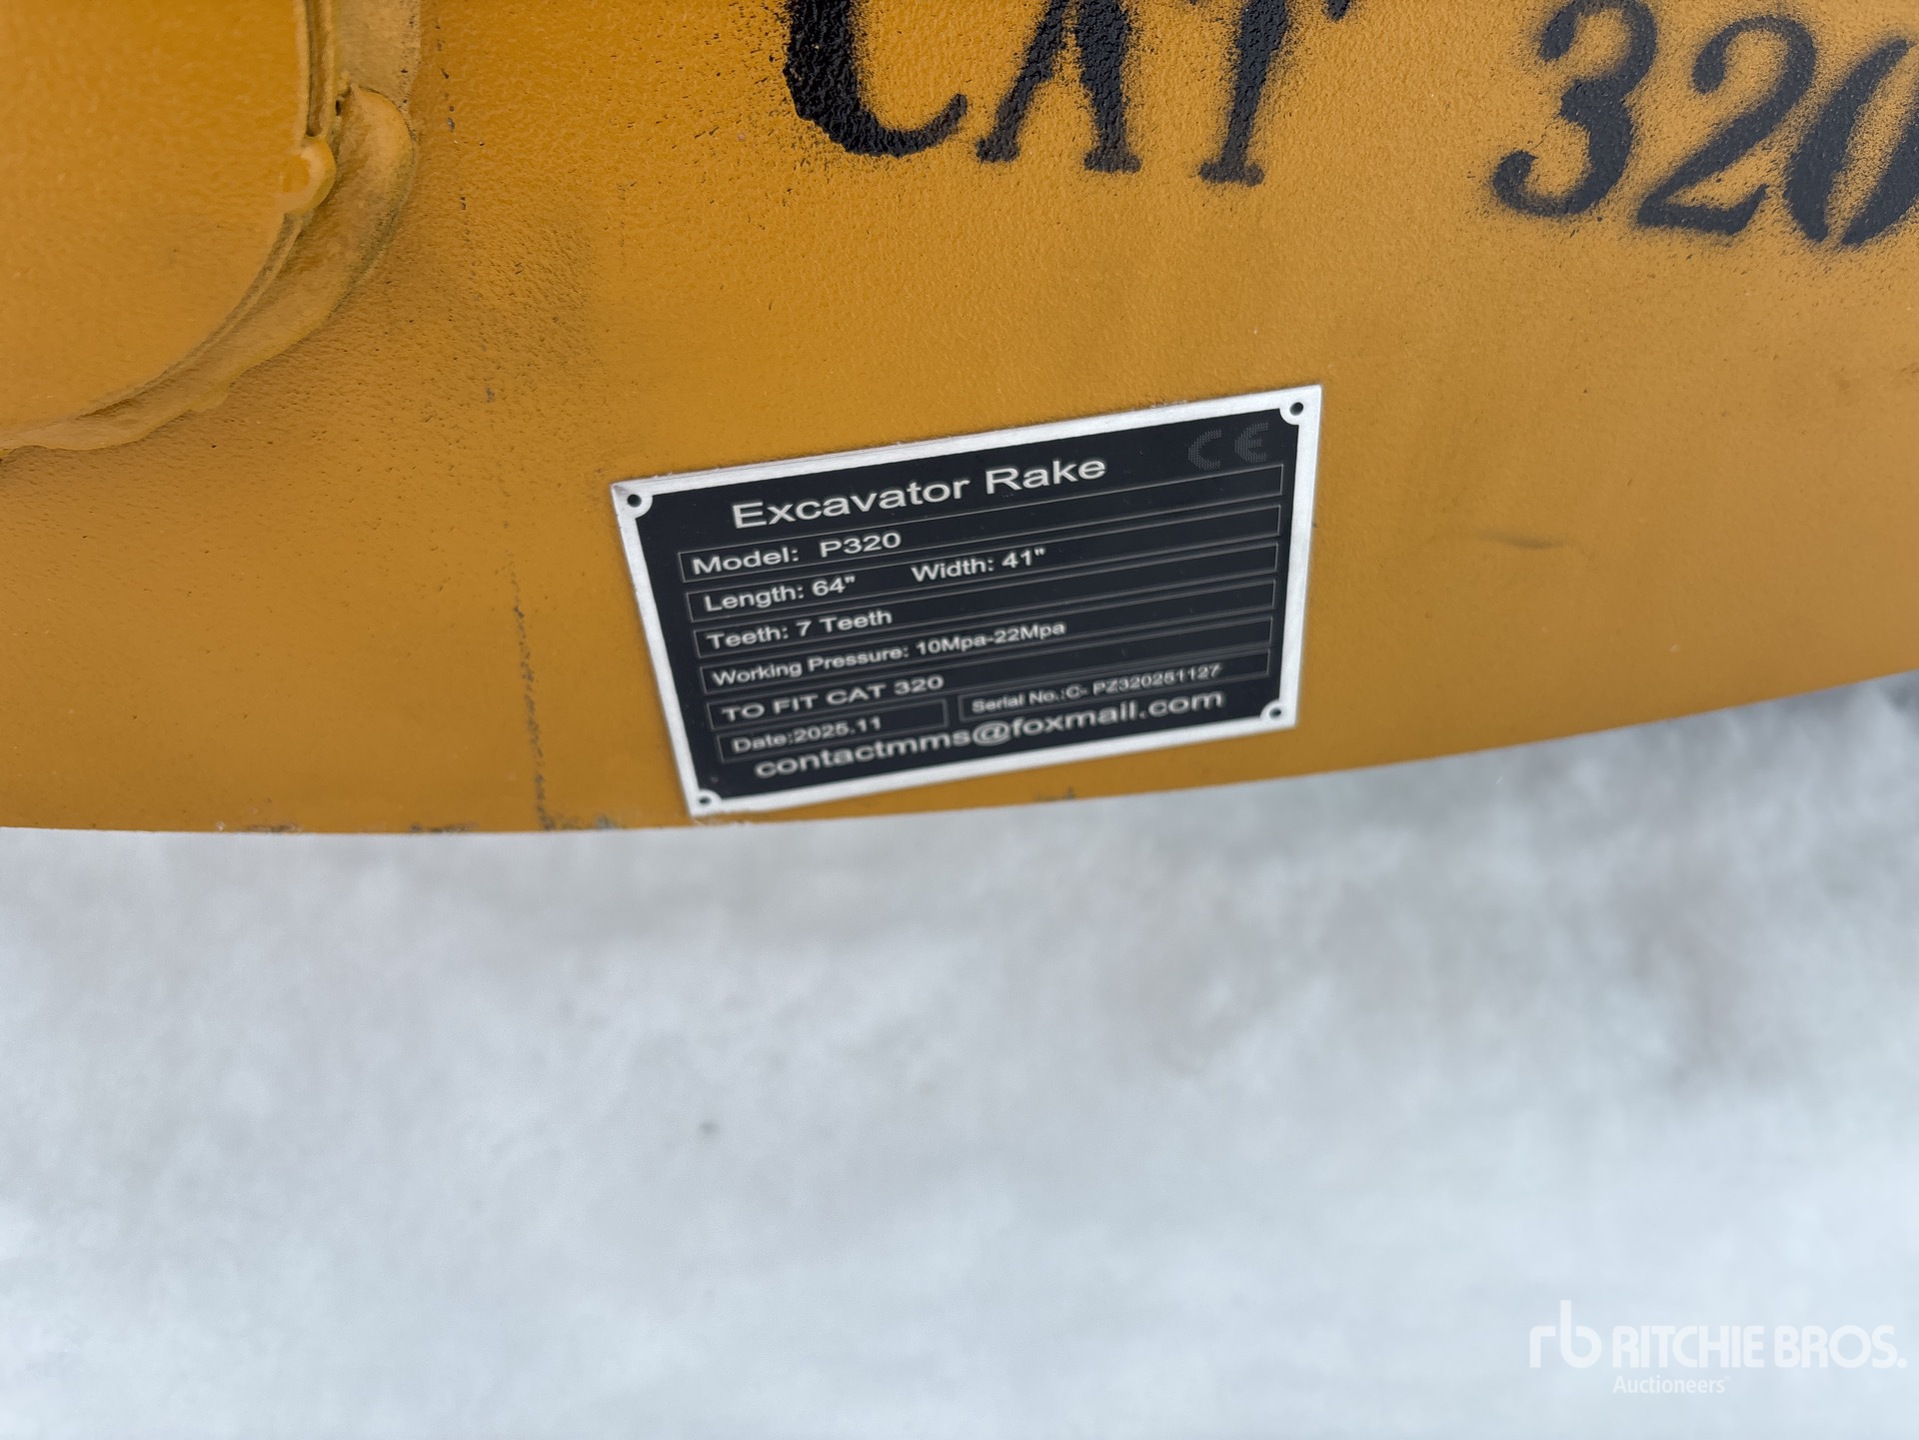 CAT 320
CE
Excavator Rake
Model: P320
Length: 64" Width: 41"
Teeth: 7 Teeth
Working Pressure: 10Mpa-22Mpa
TO FIT CAT 320
Date:2025.11 Serial No.:C- PZ320251127
contactmms@foxmail.com
rb RITCHIE BROS.
Auctioneers